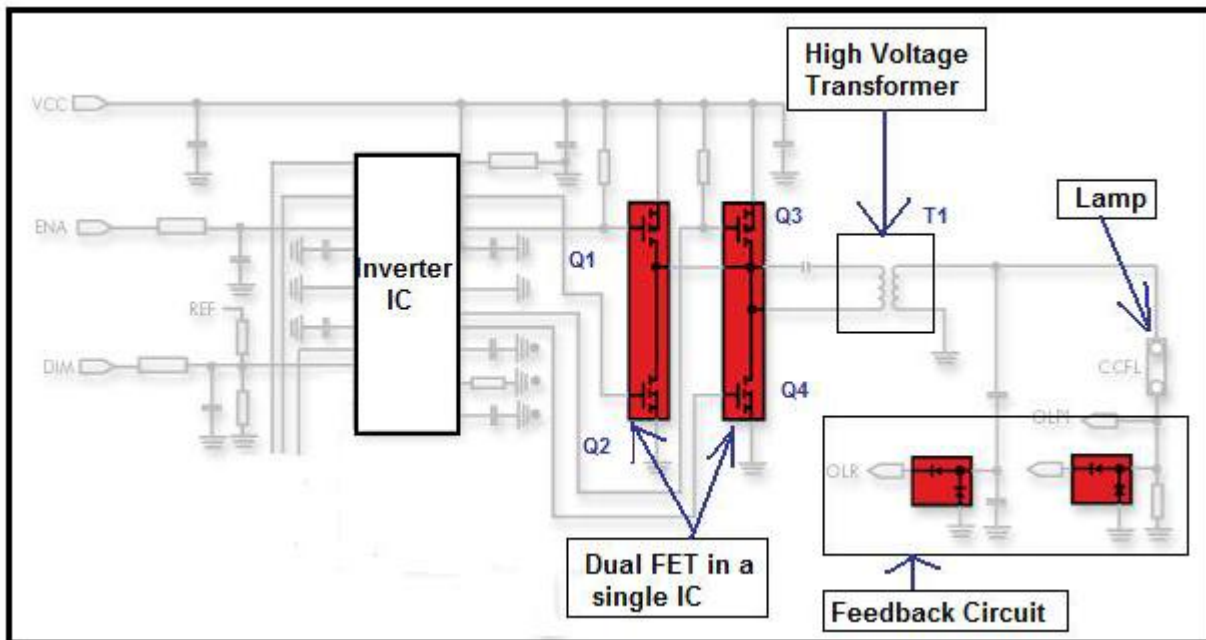 High Voltage
Transformer
VCC
Lamp
Q3
T1
ENA
Q1
Inverter
IC
REF
DIM
CCFL
Q4
OLPI
Q2
OLR
Dual FET in a
single IC
Feedback Circuit